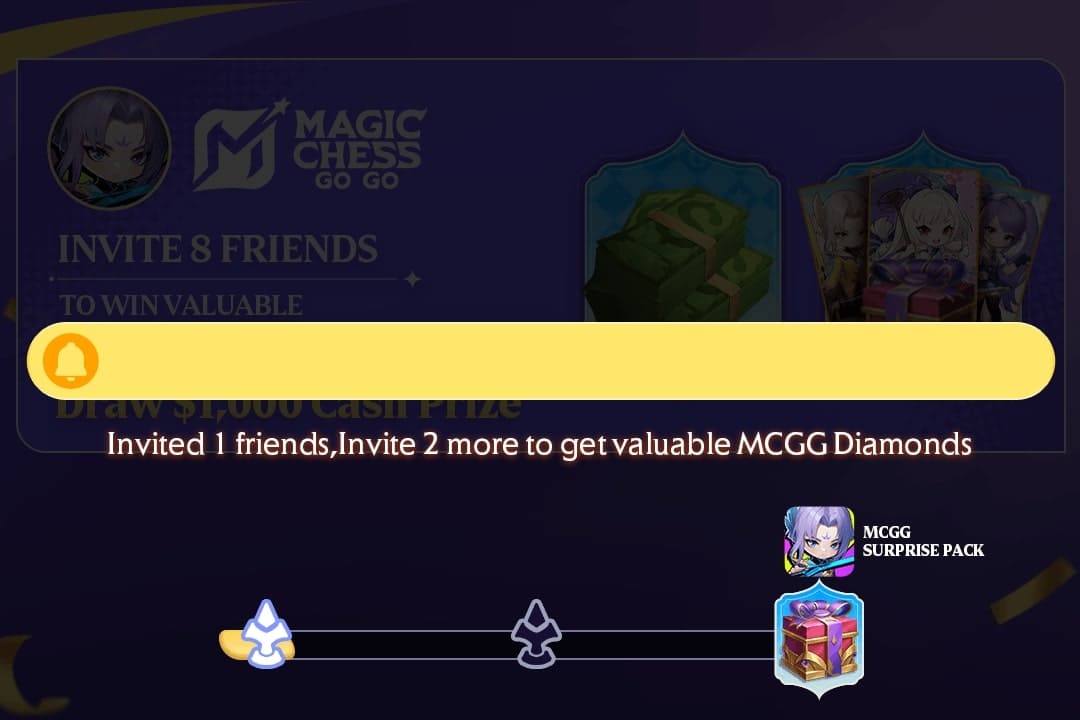 MAGIC
CHESS
GO GO
INVITE 8 FRIENDS
TO WIN VALUABLE
Draw $1,000 Cash Prize
Invited 1 friends,Invite 2 more to get valuable MCGG Diamonds
MCGG
SURPRISE PACK